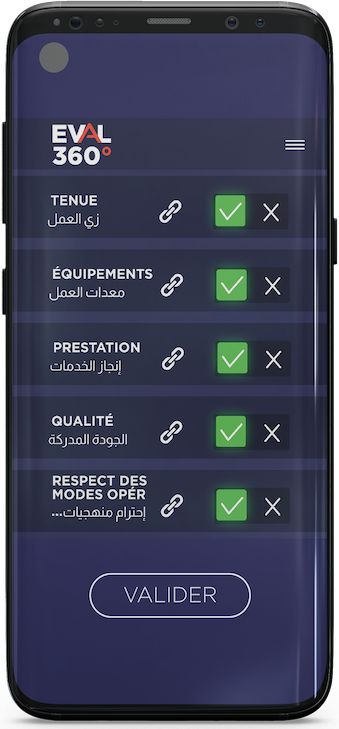 EVAL
360°
TENUE
زي العمل
ÉQUIPEMENTS
معدات العمل
PRESTATION
إنجاز الخدمات
QUALITÉ
الجودة المدركة
RESPECT DES
MODES OPÉR
إحترام منهجيات...
VALIDER